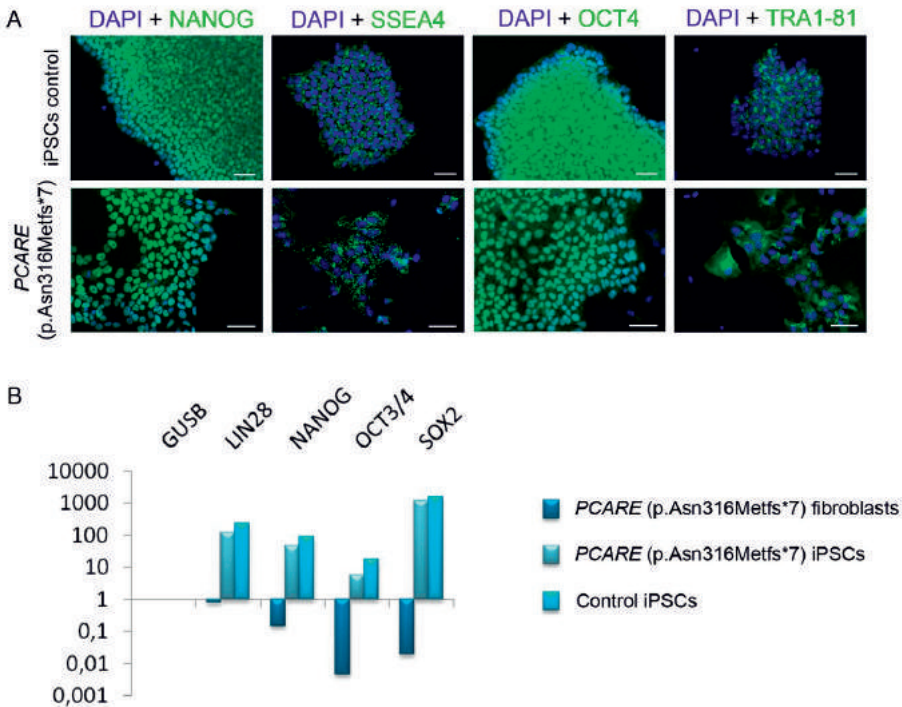 A
DAPI + NANOG
DAPI + SSEA4
DAPI + OCT4
DAPI + TRA1-81
iPSCs control
PCARE
(p.Asn316Metfs*7)
B
GUSB
LIN28
NANOG
OCT3/4
SOX2
10000
1000
100
10
1
0,1
0,01
0,001
PCARE (p.Asn316Metfs*7) fibroblasts
PCARE (p.Asn316Metfs*7) iPSCs
Control iPSCs